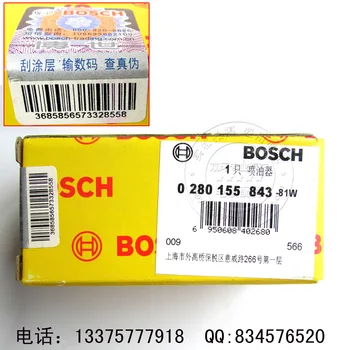 刮涂层 输数码 查真伪
3685856573328558
BOSCH
1只 喷油器
0 280 155 843 -81W
6 950608 402680
009
566
上海市外高桥保税区意威路266号第一层
BOSCH
BOSCH
3685856573328558
电话：13375777918 QQ:834576520